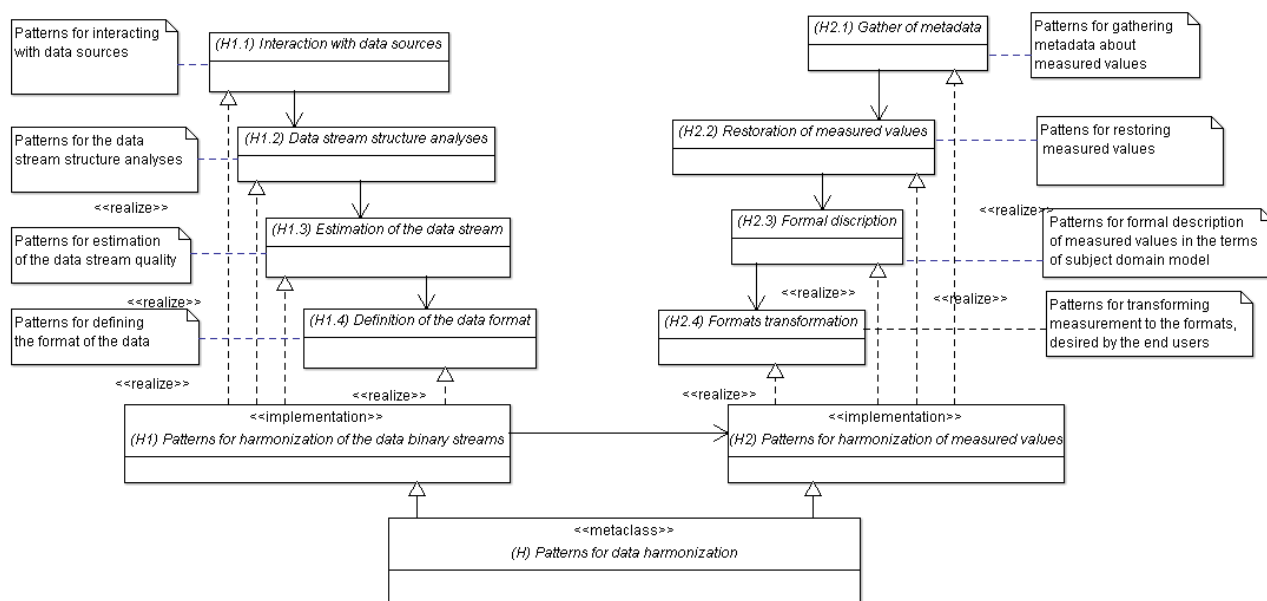 Patterns for interacting
with data sources
(H1.1) Interaction with data sources
Patterns for the data
stream structure analyses
(H1.2) Data stream structure analyses
<<realize>>
Patterns for estimation
of the data stream quality
(H1.3) Estimation of the data stream
<<realize>>
Patterns for defining
the format of the data
(H1.4) Definition of the data format
<<realize>>
<<realize>>
<<implementation>>
(H1) Patterns for harmonization of the data binary streams
(H2.1) Gather of metadata
Patterns for gathering
metadata about
measured values
(H2.2) Restoration of measured values
Pattens for restoring
measured values
<<realize>>
(H2.3) Formal discription
Patterns for formal description
of measured values in the terms
of subject domain model
<<realize>>
<<realize>>
(H2.4) Formats transformation
Patterns for transforming
measurement to the formats,
desired by the end users
<<realize>>
<<implementation>>
(H2) Patterns for harmonization of measured values
<<metaclass>>
(H) Patterns for data harmonization